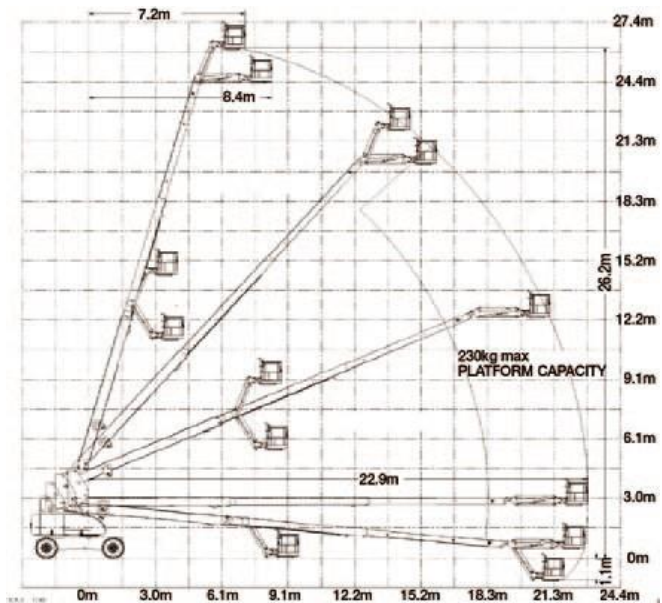 7.2m
27.4m
24.4m
8.4m
21.3m
18.3m
15.2m
26.2m
12.2m
230kg max
PLATFORM CAPACITY
9.1m
6.1m
22.9m
3.0m
0m
1.1m
0m 3.0m 6.1m 9.1m 12.2m 15.2m 18.3m 21.3m 24.4m